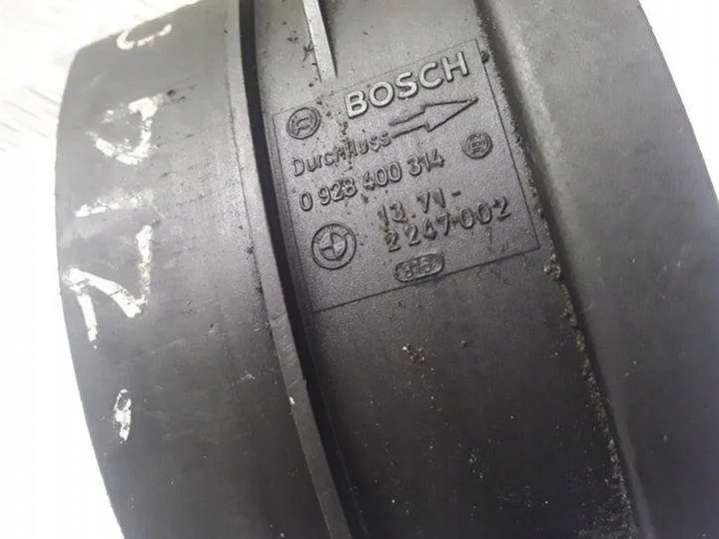 BOSCH
Durchfluss
0 928 400 314
13.71-
2 247 002